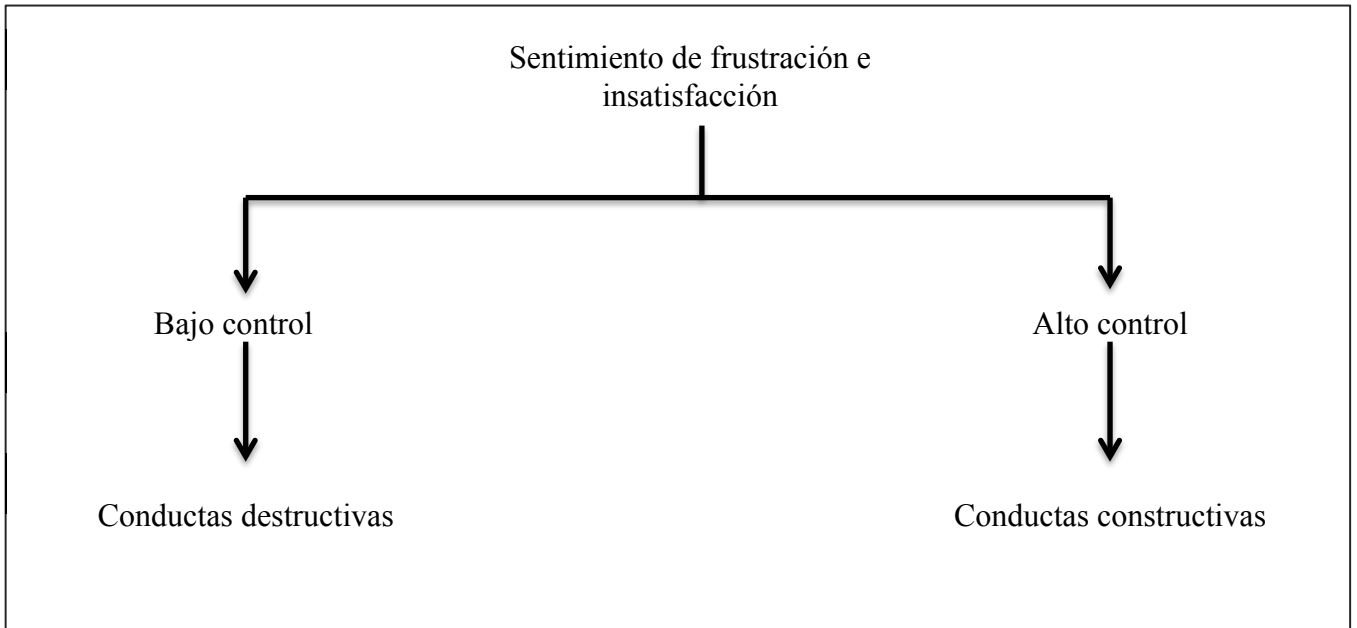 Sentimiento de frustración e
insatisfacción
Bajo control
Alto control
Conductas destructivas
Conductas constructivas